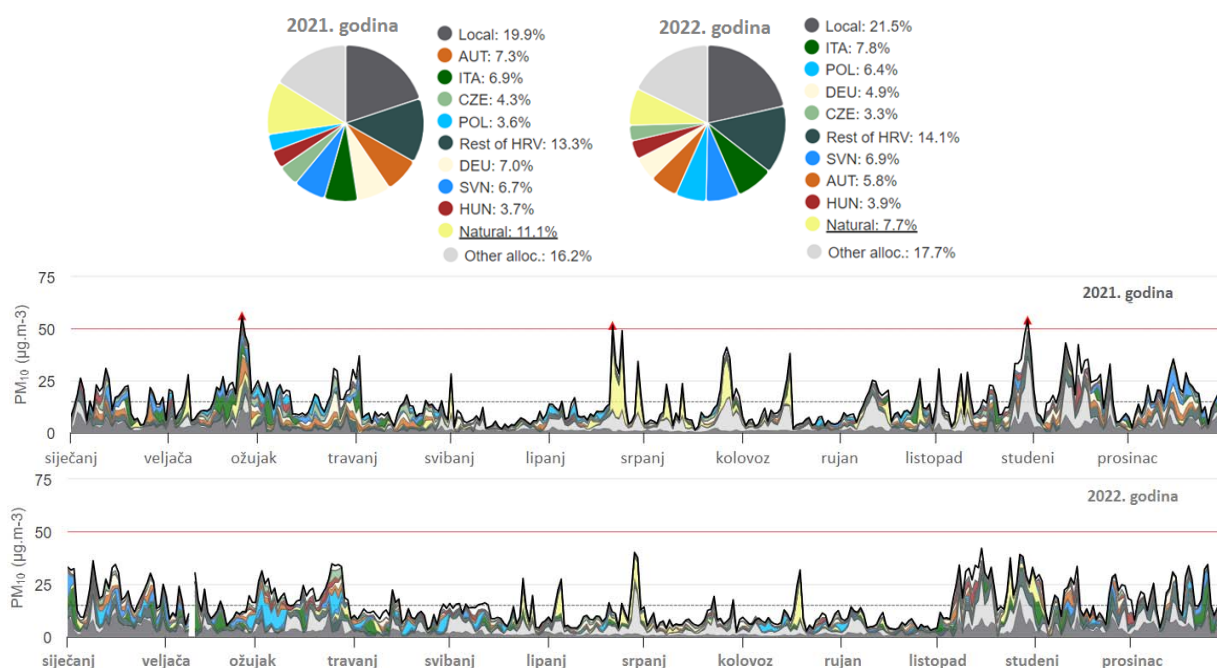 2021. godina
Local: 19.9%
AUT: 7.3%
ITA: 6.9%
CZE: 4.3%
POL: 3.6%
Rest of HRV: 13.3%
DEU: 7.0%
SVN: 6.7%
HUN: 3.7%
Natural: 11.1%
Other alloc.: 16.2%
2022. godina
Local: 21.5%
ITA: 7.8%
POL: 6.4%
DEU: 4.9%
CZE: 3.3%
Rest of HRV: 14.1%
SVN: 6.9%
AUT: 5.8%
HUN: 3.9%
Natural: 7.7%
Other alloc.: 17.7%
2021. godina
PM₁₀ (µg.m-3)
75
50
25
0
siječanj veljača ožujak travanj svibanj lipanj srpanj kolovoz rujan listopad studeni prosinac
2022. godina
PM₁₀ (µg.m-3)
75
50
25
0
siječanj veljača ožujak travanj svibanj lipanj srpanj kolovoz rujan listopad studeni prosinac